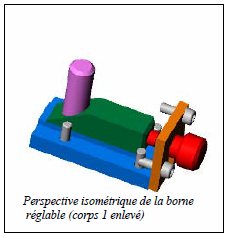 Perspective isométrique de la borne
réglable (corps 1 enlevé)